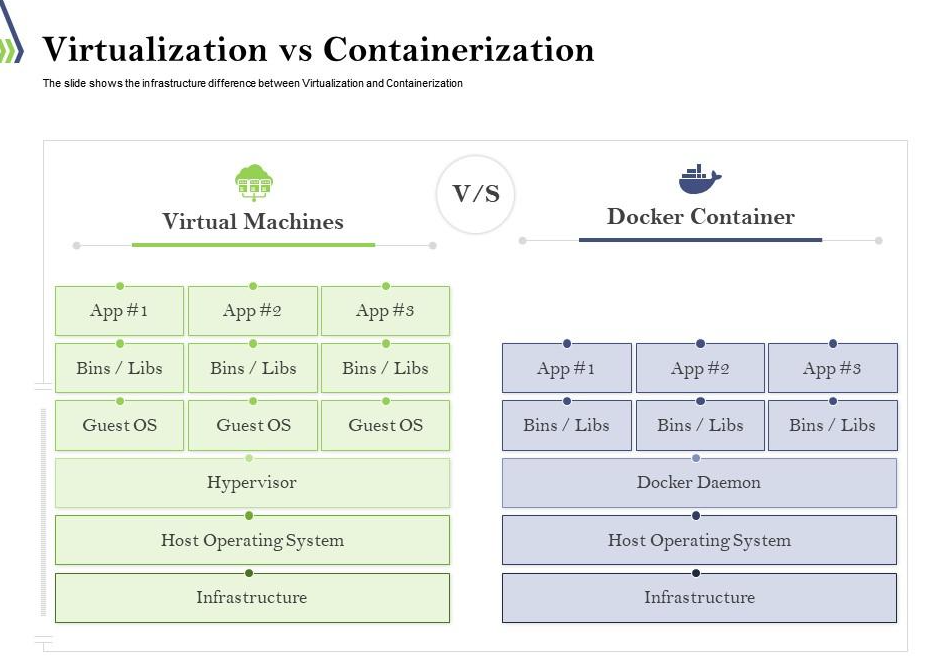 Virtualization vs Containerization
The slide shows the infrastructure difference between Virtualization and Containerization
Virtual Machines
V/S
Docker Container
App #1
App #2
App #3
Bins / Libs
Bins / Libs
Bins / Libs
Guest OS
Guest OS
Guest OS
Hypervisor
Host Operating System
Infrastructure
App #1
App #2
App #3
Bins / Libs
Bins / Libs
Bins / Libs
Docker Daemon
Host Operating System
Infrastructure